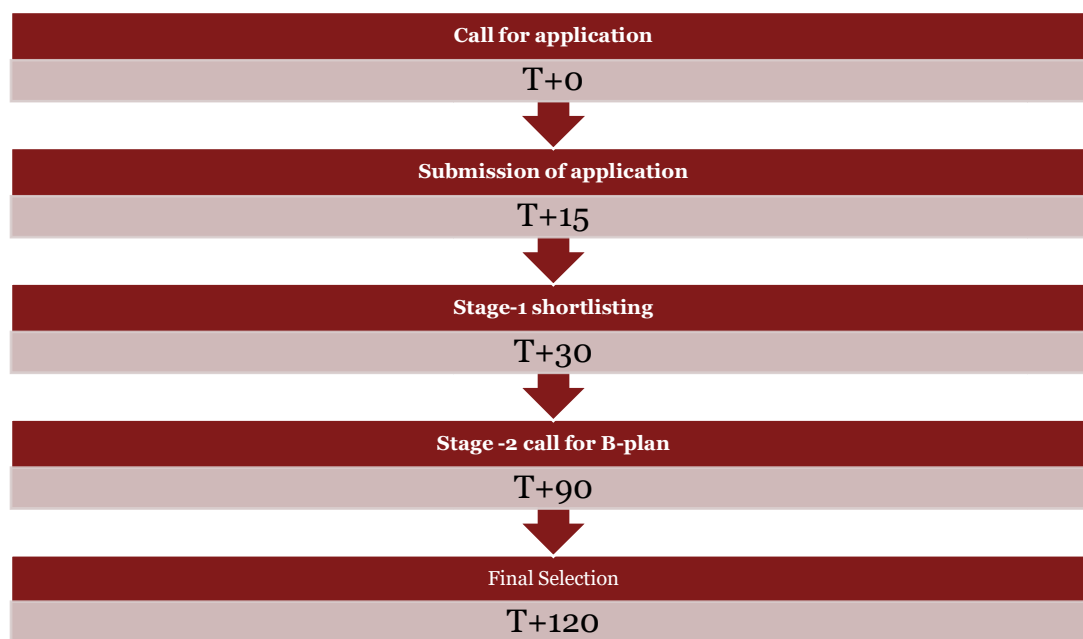 Call for application
T+0
Submission of application
T+15
Stage-1 shortlisting
T+30
Stage -2 call for B-plan
T+90
Final Selection
T+120